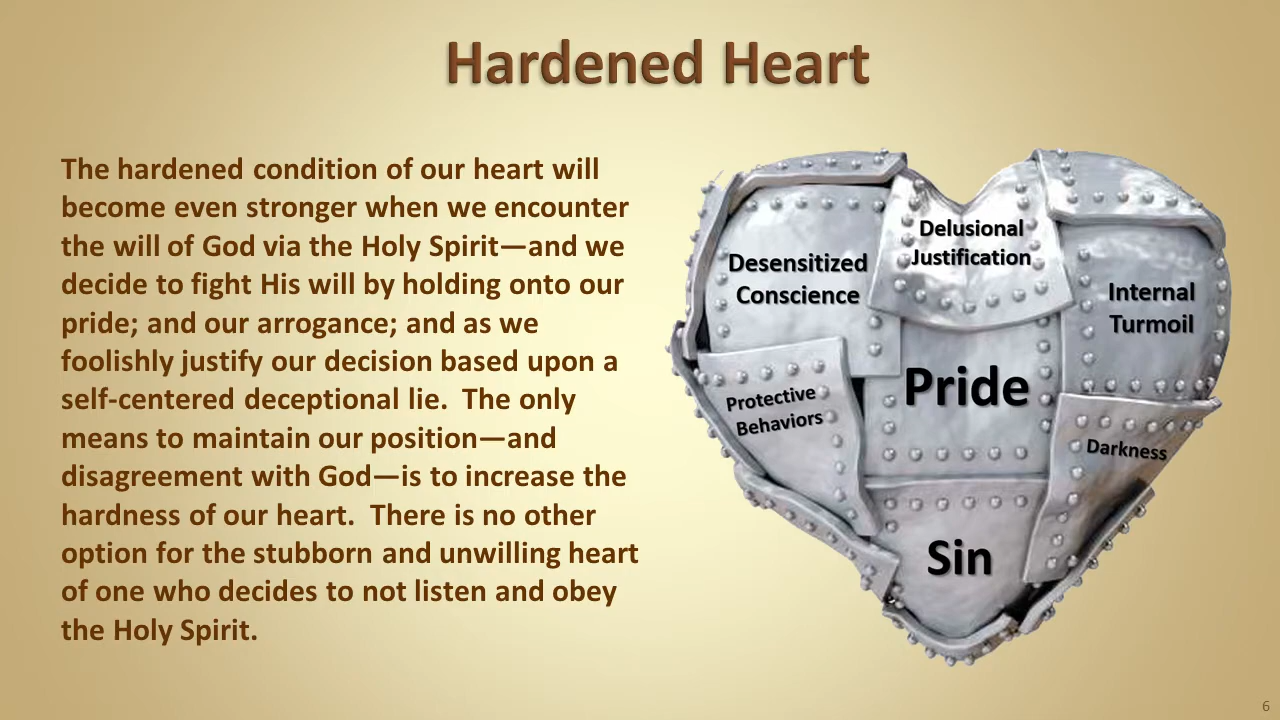 Hardened Heart
The hardened condition of our heart will
become even stronger when we encounter
the will of God via the Holy Spirit—and we
decide to fight His will by holding onto our
pride; and our arrogance; and as we
foolishly justify our decision based upon a
self-centered deceptional lie.  The only
means to maintain our position—and
disagreement with God—is to increase the
hardness of our heart.  There is no other
option for the stubborn and unwilling heart
of one who decides to not listen and obey
the Holy Spirit.
Desensitized
Conscience
Delusional
Justification
Internal
Turmoil
Protective
Behaviors
Pride
Darkness
Sin
6